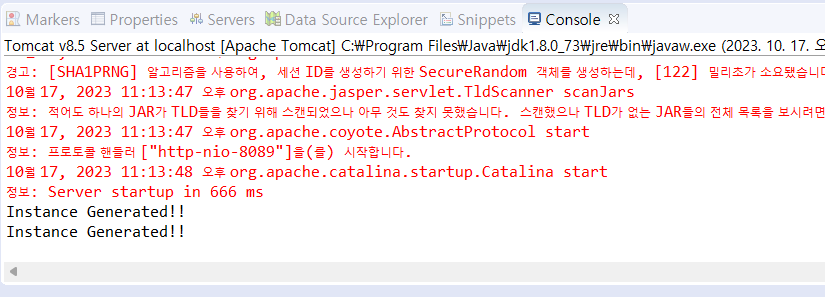 Markers Properties Servers Data Source Explorer Snippets Console
Tomcat v8.5 Server at localhost [Apache Tomcat] C:₩Program Files₩Java₩jdk1.8.0_73₩jre₩bin₩javaw.exe (2023. 10. 17. 오
경고: [SHA1PRNG] 알고리즘을 사용하여, 세션 ID를 생성하기 위한 SecureRandom 객체를 생성하는데, [122] 밀리초가 소요됐습니다
10월 17, 2023 11:13:47 오후 org.apache.jasper.servlet.TldScanner scanJars
정보: 적어도 하나의 JAR가 TLD들을 찾기 위해 스캔되었으나 아무 것도 찾지 못했습니다. 스캔했으나 TLD가 없는 JAR들의 전체 목록을 보시려면
10월 17, 2023 11:13:47 오후 org.apache.coyote.AbstractProtocol start
정보: 프로토콜 핸들러 ["http-nio-8089"]을(를) 시작합니다.
10월 17, 2023 11:13:48 오후 org.apache.catalina.startup.Catalina start
정보: Server startup in 666 ms
Instance Generated!!
Instance Generated!!